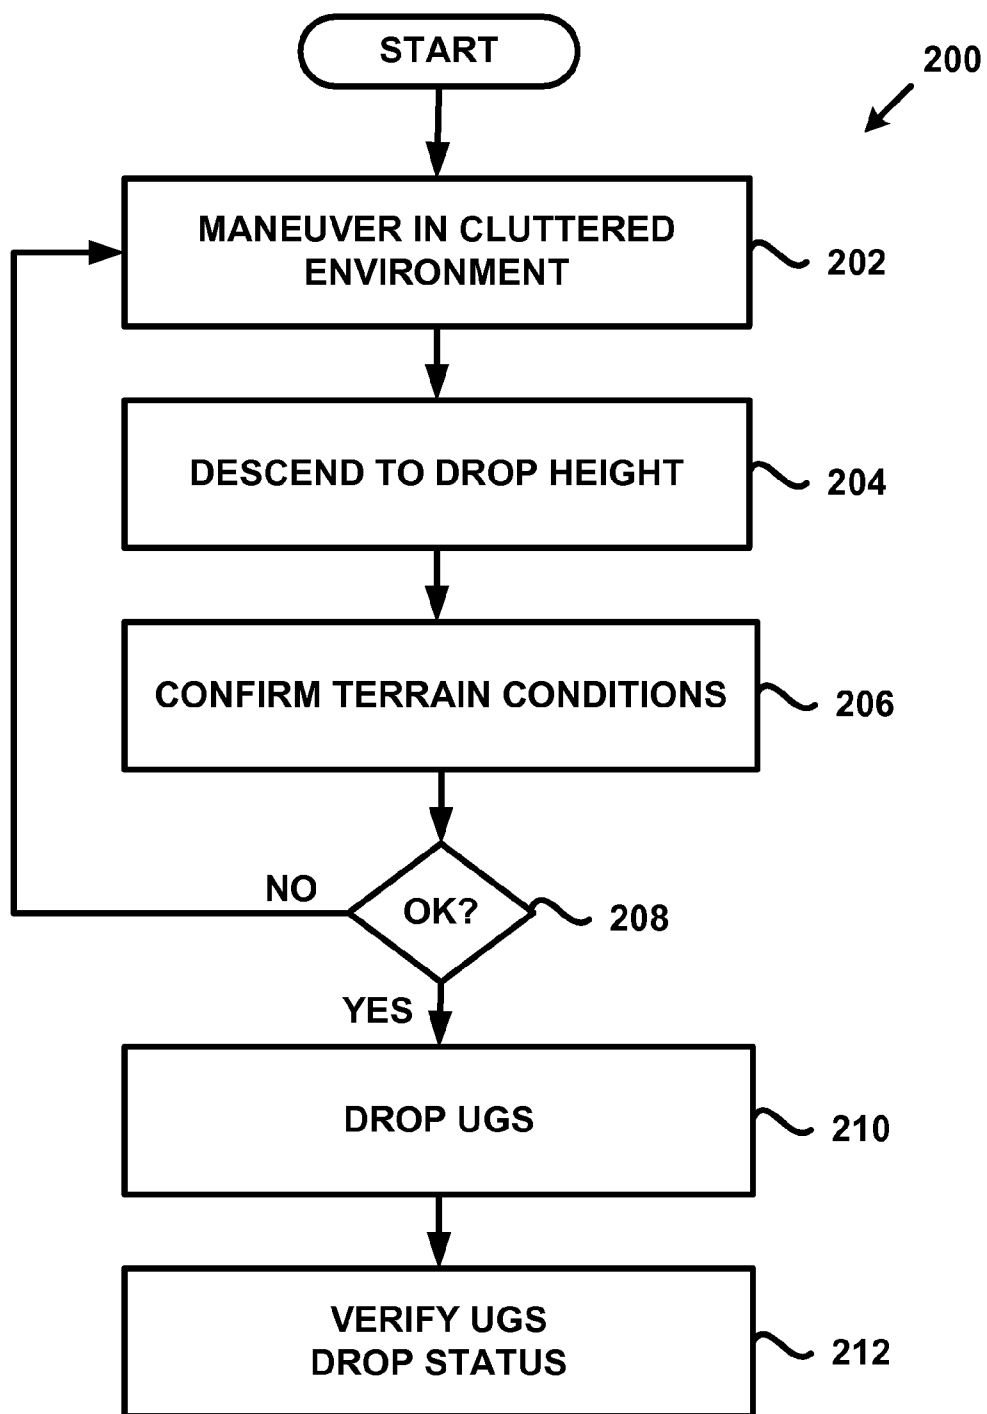 START
200
MANEUVER IN CLUTTERED
ENVIRONMENT
202
DESCEND TO DROP HEIGHT
204
CONFIRM TERRAIN CONDITIONS
206
NO
OK?
208
YES
DROP UGS
210
VERIFY UGS
DROP STATUS
212